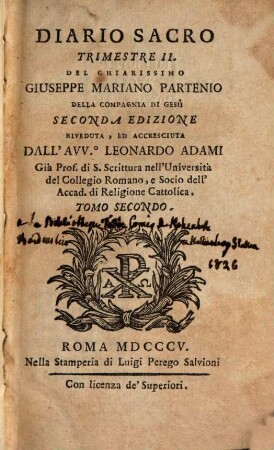 DIARIO SACRO
TRIMESTRE II.
DEL CHIARISSIMO
GIUSEPPE MARIANO PARTENIO
DELLA COMPAGNIA DI GESÙ
SECONDA EDIZIONE
RIVEDUTA, ED ACCRESCIUTA
DALL'AVV.° LEONARDO ADAMI
Già Prof. di S. Scrittura nell'Università
del Collegio Romano, e Socio dell'
Accad. di Religione Cattolica.
TOMO SECONDO.
Bibliotheca
1826
ROMA MDCCCV.
Nella Stamperia di Luigi Perego Salvioni
Con licenza de' Superiori.